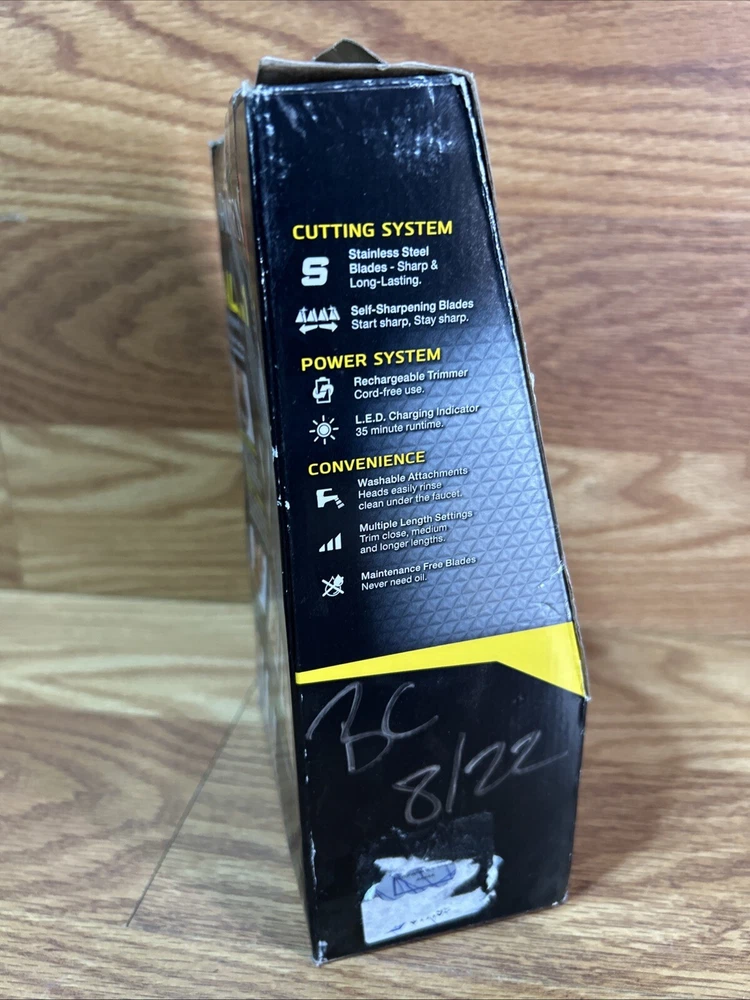 CUTTING SYSTEM
S
Stainless Steel
Blades - Sharp &
Long-Lasting.
Self-Sharpening Blades
Start sharp, Stay sharp.
POWER SYSTEM
Rechargeable Trimmer
Cord-free use.
L.E.D. Charging Indicator
35 minute runtime.
CONVENIENCE
Washable Attachments
Heads easily rinse
clean under the faucet.
Multiple Length Settings
Trim close, medium
and longer lengths.
Maintenance Free Blades
Never need oil.
BC
8/22